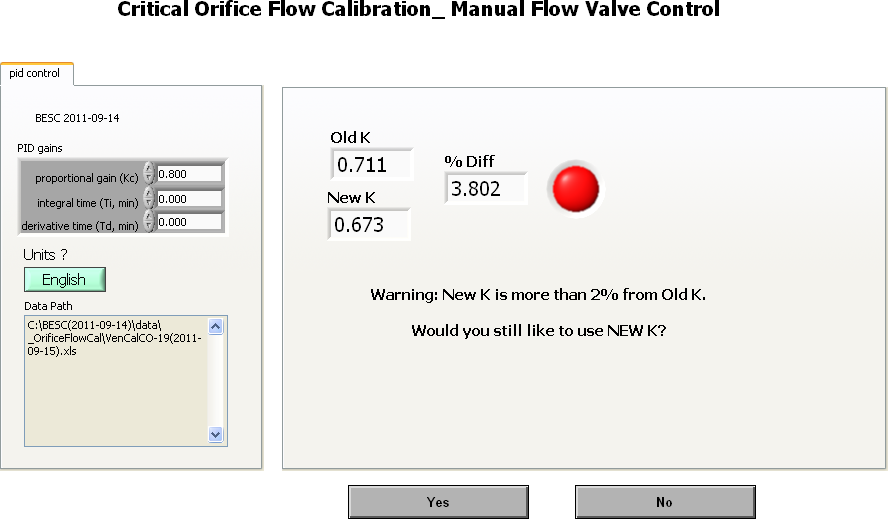 Critical Orifice Flow Calibration_ Manual Flow Valve Control
pid control
BESC 2011-09-14
PID gains
proportional gain (Kc) 0.800
integral time (Ti, min) 0.000
derivative time (Td, min) 0.000
Units ?
English
Data Path
C:\BESC(2011-09-14)\data\
_OrificeFlowCal\VenCalCO-19(2011-
09-15).xls
Old K
0.711
% Diff
3.802
New K
0.673
Warning: New K is more than 2% from Old K.
Would you still like to use NEW K?
Yes
No